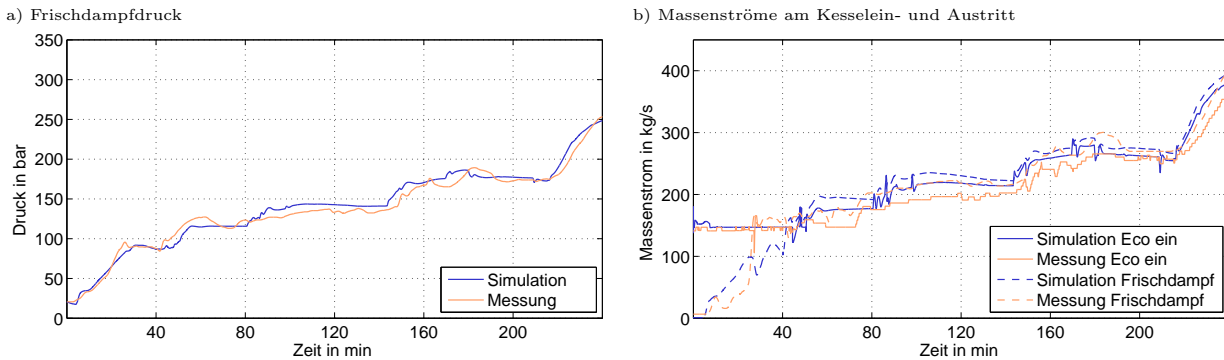 a) Frischdampfdruck
350
300
250
200
150
100
50
0
Druck in bar
40
80
120
160
200
Zeit in min
Simulation
Messung
b) Massenströme am Kesselein- und Austritt
400
300
200
100
0
Massenstrom in kg/s
40
80
120
160
200
Zeit in min
Simulation Eco ein
Messung Eco ein
Simulation Frischdampf
Messung Frischdampf